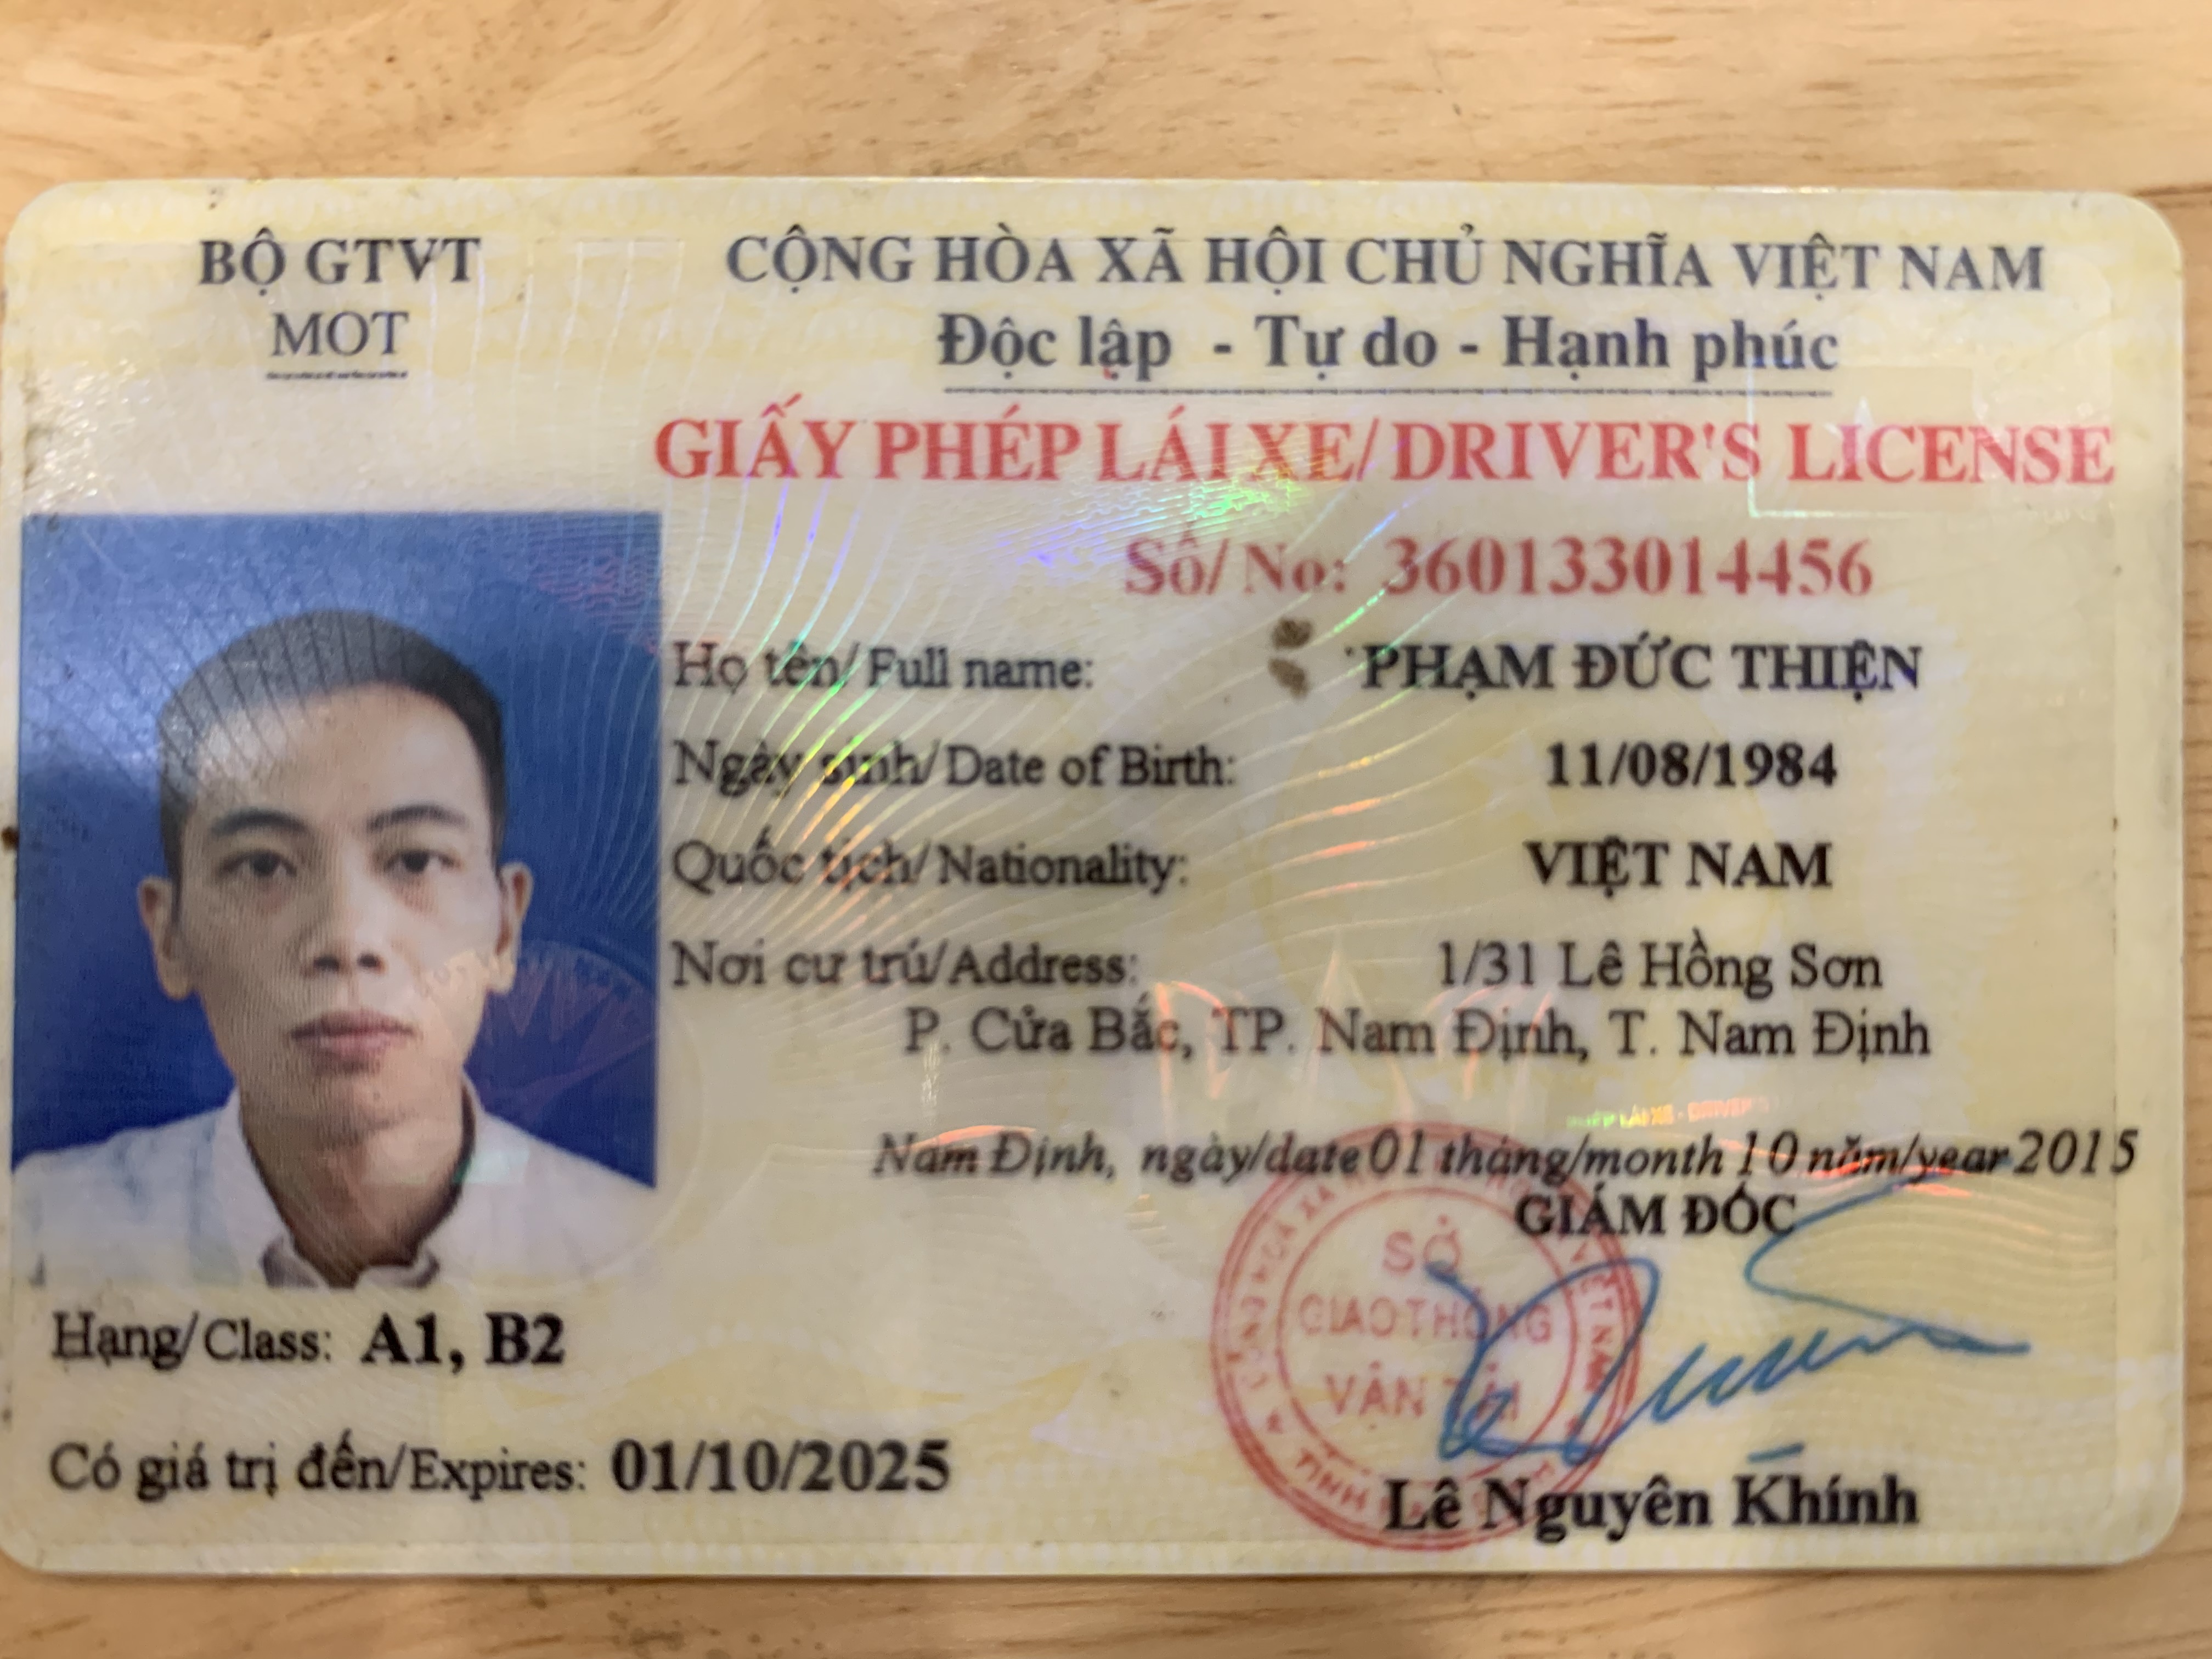 BỘ GTVT
MOT
CỘNG HÒA XÃ HỘI CHỦ NGHĨA VIỆT NAM
Độc lập - Tự do - Hạnh phúc
GIẤY PHÉP LÁI XE/DRIVER'S LICENSE
Số/ No: 360133014456
Họ tên/Full name: PHẠM ĐỨC THIỆN
Ngày sinh/Date of Birth: 11/08/1984
Quốc tịch/Nationality: VIỆT NAM
Nơi cư trú/Address: 1/31 Lê Hồng Sơn
P. Cửa Bắc, TP. Nam Định, T. Nam Định
Nam Định, ngày/date 01 tháng/month 10 năm/year 2015
GIÁM ĐỐC
SỞ
GIAO THÔNG
VẬN TẢI
Lê Nguyên Khính
Hạng/Class: A1, B2
Có giá trị đến/Expires: 01/10/2025